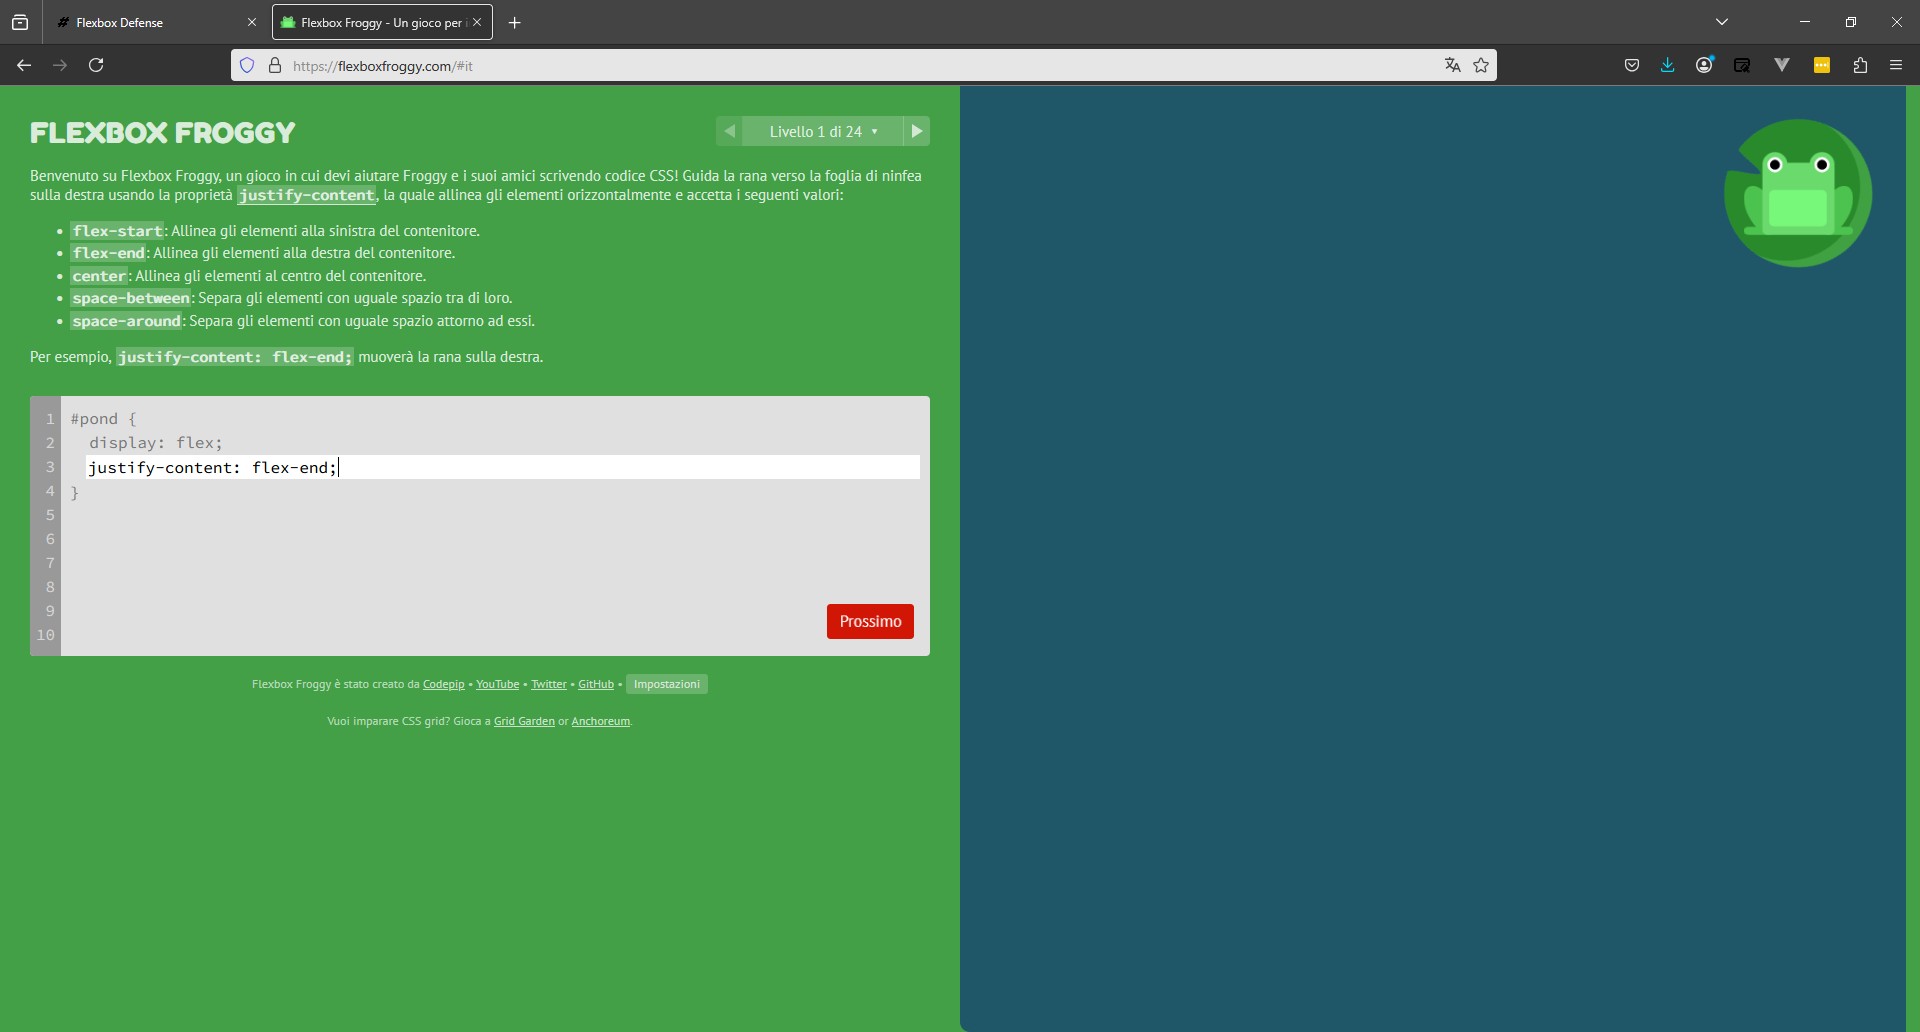 Flexbox Defense
Flexbox Froggy - Un gioco per i
https://flexboxfroggy.com/#it
FLEXBOX FROGGY
Livello 1 di 24 ▾
Benvenuto su Flexbox Froggy, un gioco in cui devi aiutare Froggy e i suoi amici scrivendo codice CSS! Guida la rana verso la foglia di ninfea
sulla destra usando la proprietà justify-content, la quale allinea gli elementi orizzontalmente e accetta i seguenti valori:
• flex-start: Allinea gli elementi alla sinistra del contenitore.
• flex-end: Allinea gli elementi alla destra del contenitore.
• center: Allinea gli elementi al centro del contenitore.
• space-between: Separa gli elementi con uguale spazio tra di loro.
• space-around: Separa gli elementi con uguale spazio attorno ad essi.
Per esempio, justify-content: flex-end; muoverà la rana sulla destra.
1 #pond {
2 display: flex;
3 justify-content: flex-end;
4 }
5
6
7
8
9
10
Prossimo
Flexbox Froggy è stato creato da Codepip • YouTube • Twitter • GitHub • Impostazioni
Vuoi imparare CSS grid? Gioca a Grid Garden or Anchoreum.